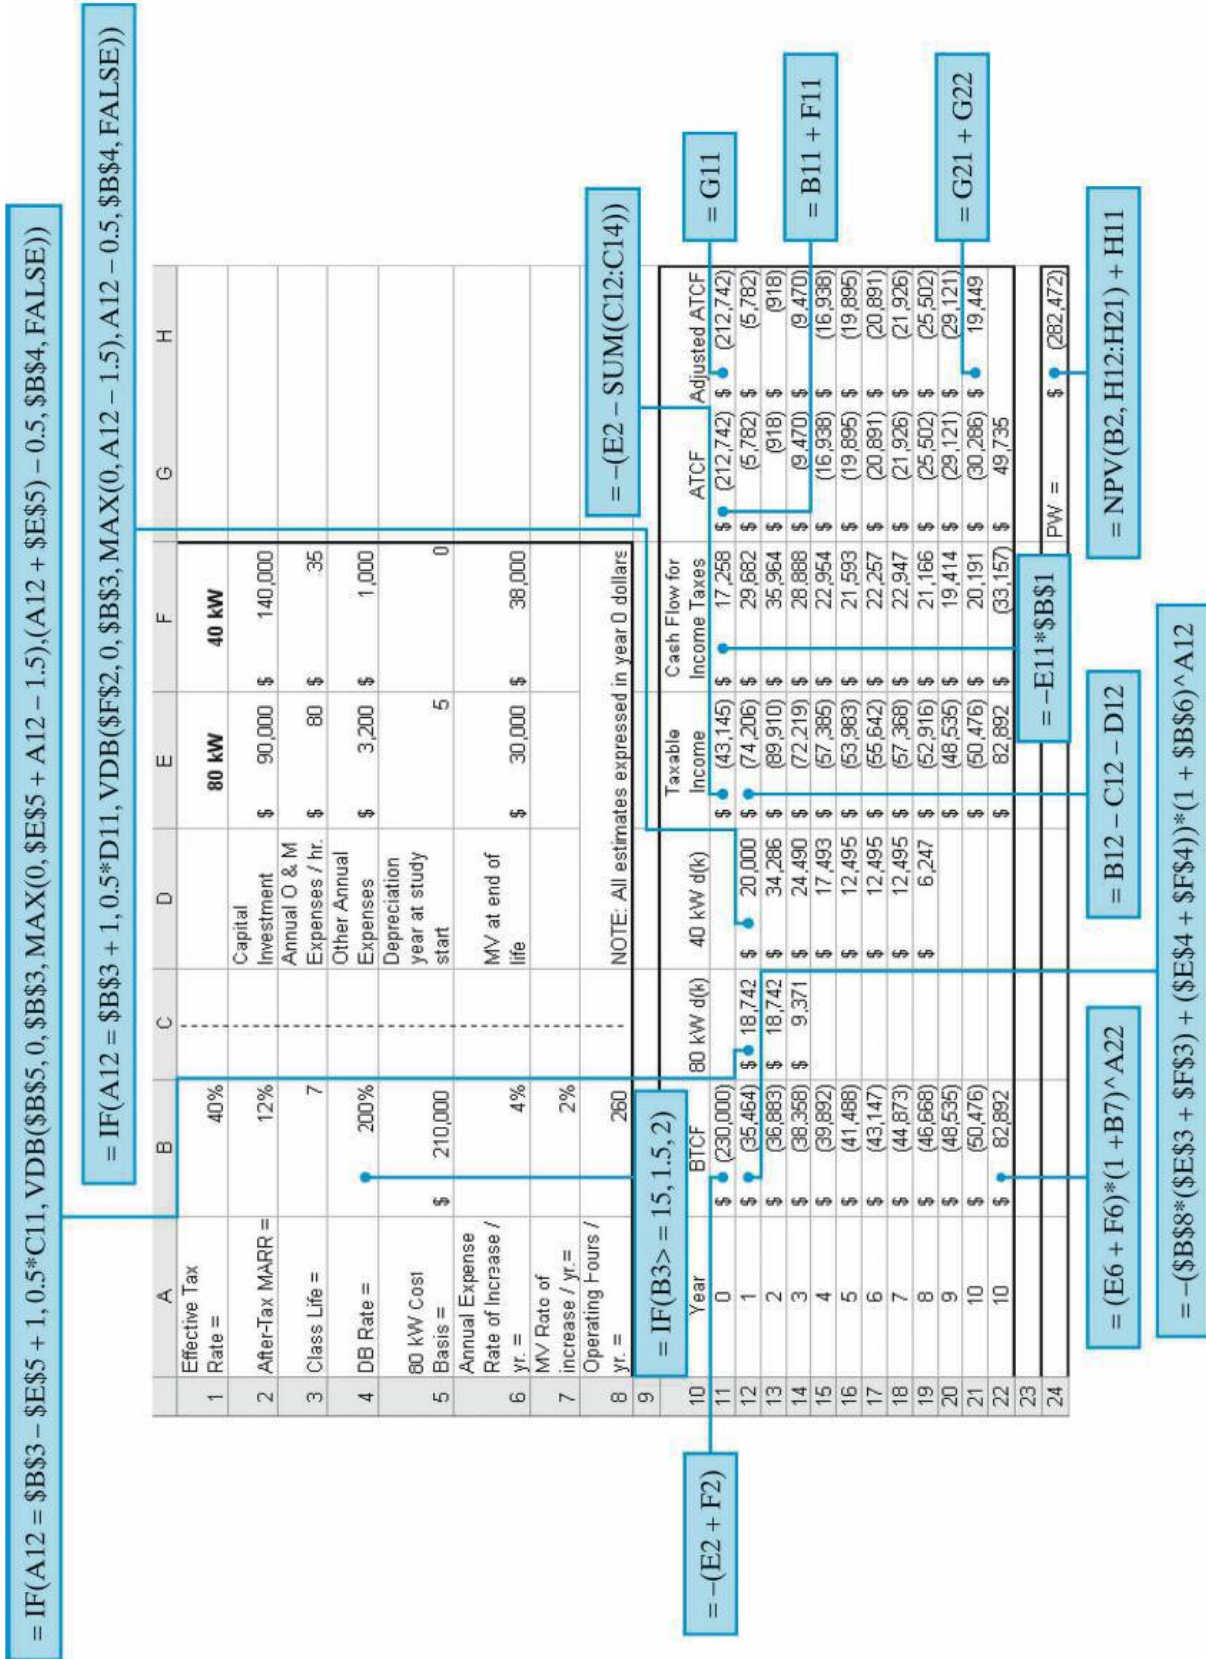 = IF(A12 = $B$3 − $E$5 + 1, 0.5*C11, VDB($B$5, 0, $B$3, MAX(0, $E$5 + A12 − 1.5),(A12 + $E$5) − 0.5, $B$4, FALSE))
= IF(A12 = $B$3 + 1, 0.5*D11, VDB($F$2, 0, $B$3, MAX(0, A12 − 1.5), A12 − 0.5, $B$4, FALSE))
A B C D E F G H
80 kW 40 kW
1 Effective Tax Rate = 40%
2 After-Tax MARR = 12% Capital Investment $ 90,000 $ 140,000
3 Class Life = 7 Annual O & M Expenses / hr. $ 80 $ 35
4 DB Rate = 200% Other Annual Expenses $ 3,200 $ 1,000
5 80 kW Cost Basis = $ 210,000 Depreciation year at study start 5 0
6 Annual Expense Rate of Increase / yr. = 4% MV at end of life $ 30,000 $ 38,000
7 MV Rate of increase / yr.= 2%
8 Operating Hours / yr. = 260 NOTE: All estimates expressed in year 0 dollars
9
= IF(B3> = 15, 1.5, 2)
= −(E2 − SUM(C12:C14))
10 Year BTCF 80 kW d(k) 40 kW d(k) Taxable Income Cash Flow for Income Taxes ATCF Adjusted ATCF
11 0 $ (230,000) $ (43,145) $ 17,258 $ (212,742) $ (212,742)
12 1 $ (35,464) $ 18,742 $ 20,000 $ (74,206) $ 29,682 $ (5,782) $ (5,782)
13 2 $ (36,883) $ 18,742 $ 34,286 $ (89,910) $ 35,964 $ (918) $ (918)
14 3 $ (38,358) $ 9,371 $ 24,490 $ (72,219) $ 28,888 $ (9,470) $ (9,470)
15 4 $ (39,892) $ 17,493 $ (57,385) $ 22,954 $ (16,938) $ (16,938)
16 5 $ (41,488) $ 12,495 $ (53,983) $ 21,593 $ (19,895) $ (19,895)
17 6 $ (43,147) $ 12,495 $ (55,642) $ 22,257 $ (20,891) $ (20,891)
18 7 $ (44,873) $ 12,495 $ (57,368) $ 22,947 $ (21,926) $ (21,926)
19 8 $ (46,668) $ 6,247 $ (52,916) $ 21,166 $ (25,502) $ (25,502)
20 9 $ (48,535) $ (48,535) $ 19,414 $ (29,121) $ (29,121)
21 10 $ (50,476) $ (50,476) $ 20,191 $ (30,286) $ 19,449
22 10 $ 82,892 $ 82,892 $ (33,157) $ 49,735
23
24 PW = $ (282,472)
= −(E2 + F2)
= G11
= B11 + F11
= G21 + G22
= −E11*$B$1
= (E6 + F6)*(1 +B7)^A22
= B12 − C12 − D12
= NPV(B2, H12:H21) + H11
= −($B$8*($E$3 + $F$3) + ($E$4 + $F$4))*(1 + $B$6)^A12